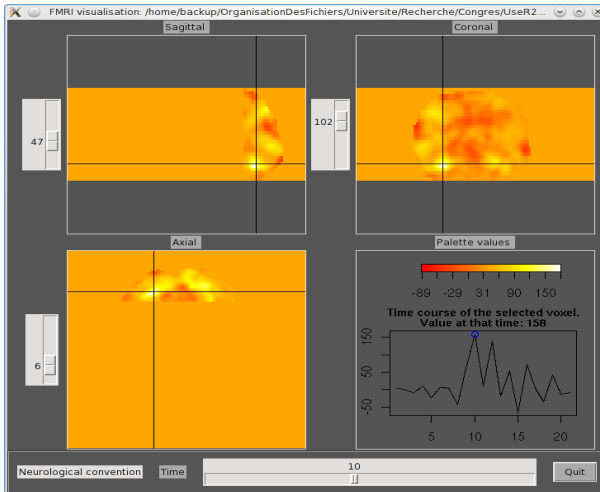 FMRI visualisation: /home/backup/OrganisationDesFichiers/Universite/Recherche/Congres/UseR2...
Sagittal
Coronal
47
102
Axial
Palette values
-89 -29 31 90 150
Time course of the selected voxel.
Value at that time: 158
150
50
-50
5 10 15 20
6
Neurological convention
Time
10
Quit